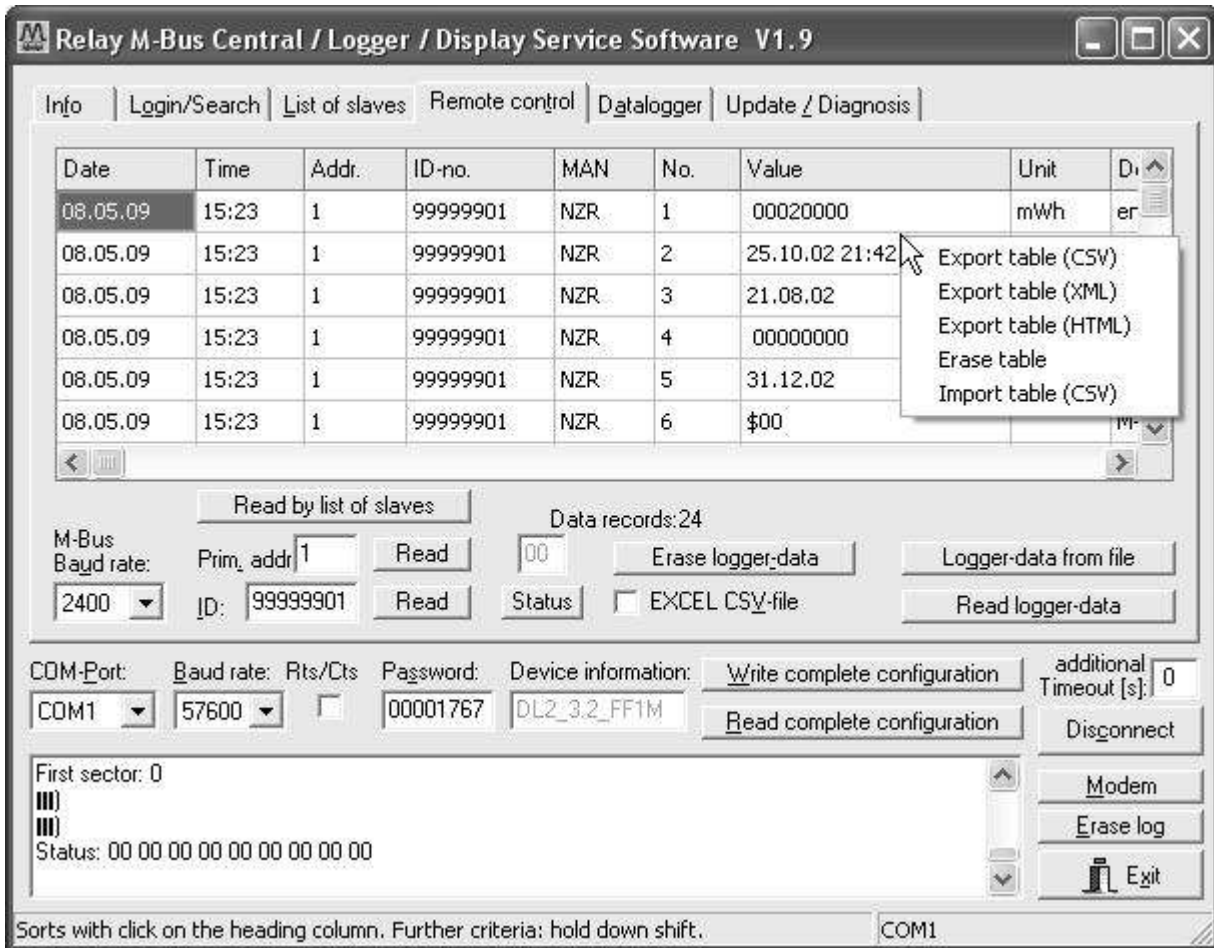 Relay M-Bus Central / Logger / Display Service Software V1.9
Info Login/Search List of slaves Remote control Datalogger Update / Diagnosis
Date Time Addr. ID-no. MAN No. Value Unit
08.05.09 15:23 1 99999901 NZR 1 00020000 mWh er
08.05.09 15:23 1 99999901 NZR 2 25.10.02 21:42
08.05.09 15:23 1 99999901 NZR 3 21.08.02
08.05.09 15:23 1 99999901 NZR 4 00000000
08.05.09 15:23 1 99999901 NZR 5 31.12.02
08.05.09 15:23 1 99999901 NZR 6 $00 M-
Export table (CSV)
Export table (XML)
Export table (HTML)
Erase table
Import table (CSV)
Read by list of slaves
Data records:24
M-Bus
Baud rate:
Prim. addr 1 Read 00 Erase logger-data Logger-data from file
2400 ID: 99999901 Read Status EXCEL CSV-file Read logger-data
COM-Port: Baud rate: Rts/Cts Password: Device information: Write complete configuration additional
Timeout [s]: 0
COM1 57600 00001767 DL2_3.2_FF1M Read complete configuration Disconnect
First sector: 0
Status: 00 00 00 00 00 00 00 00 00
Modem
Erase log
Exit
Sorts with click on the heading column. Further criteria: hold down shift. COM1